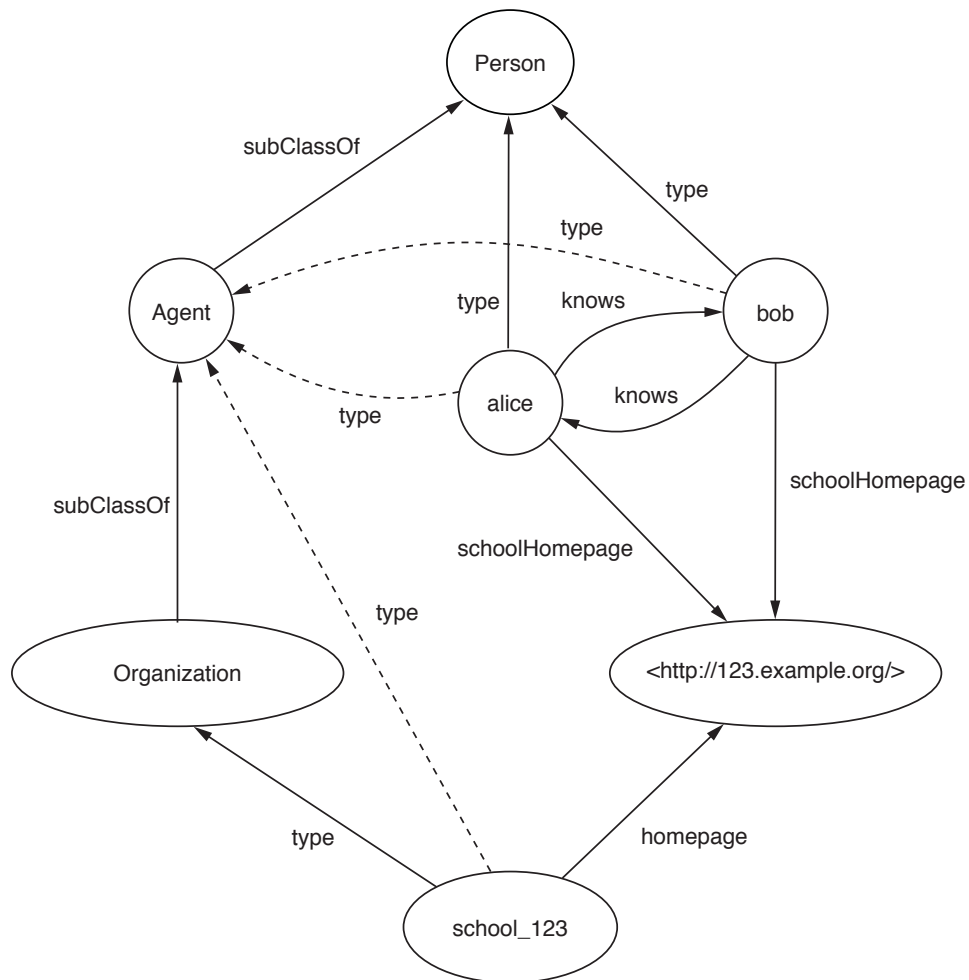 Person
subClassOf
type
type
type
knows
Agent
bob
alice
knows
type
subClassOf
schoolHomepage
schoolHomepage
type
Organization
<http://123.example.org/>
type
homepage
school_123